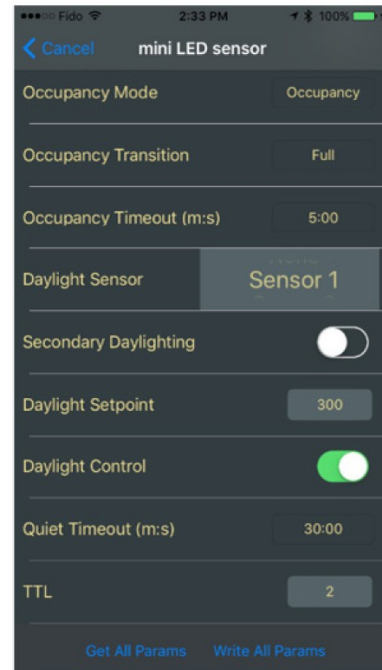 Fido 2:33 PM 100%
Cancel mini LED sensor
Occupancy Mode Occupancy
Occupancy Transition Full
Occupancy Timeout (m:s) 5:00
Daylight Sensor Sensor 1
Secondary Daylighting
Daylight Setpoint 300
Daylight Control
Quiet Timeout (m:s) 30:00
TTL 2
Get All Params Write All Params